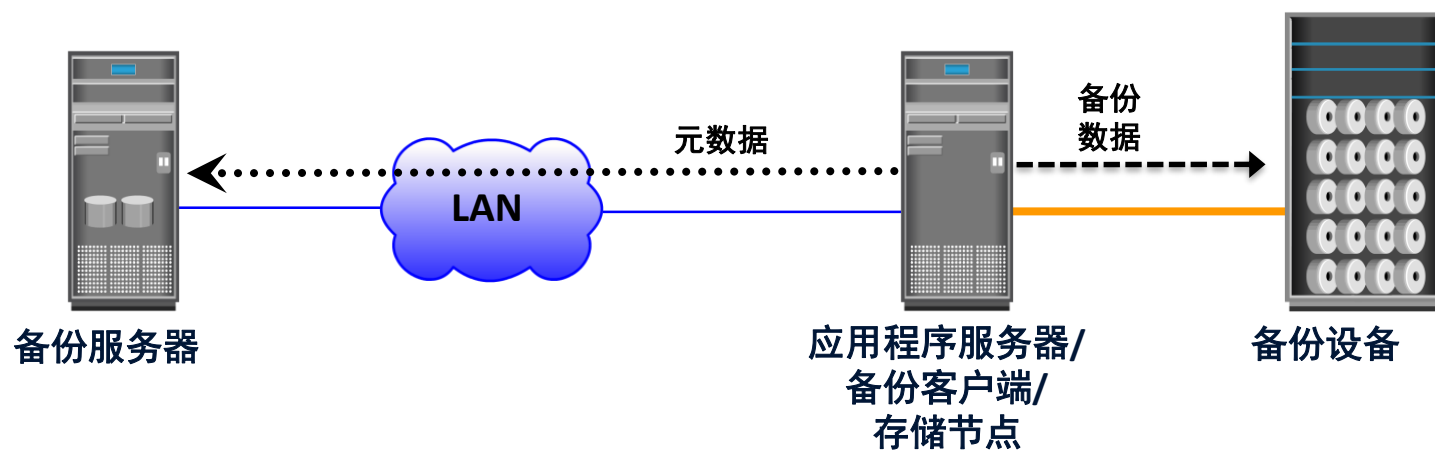 备份
数据
元数据
LAN
备份服务器
应用程序服务器/
备份客户端/
存储节点
备份设备